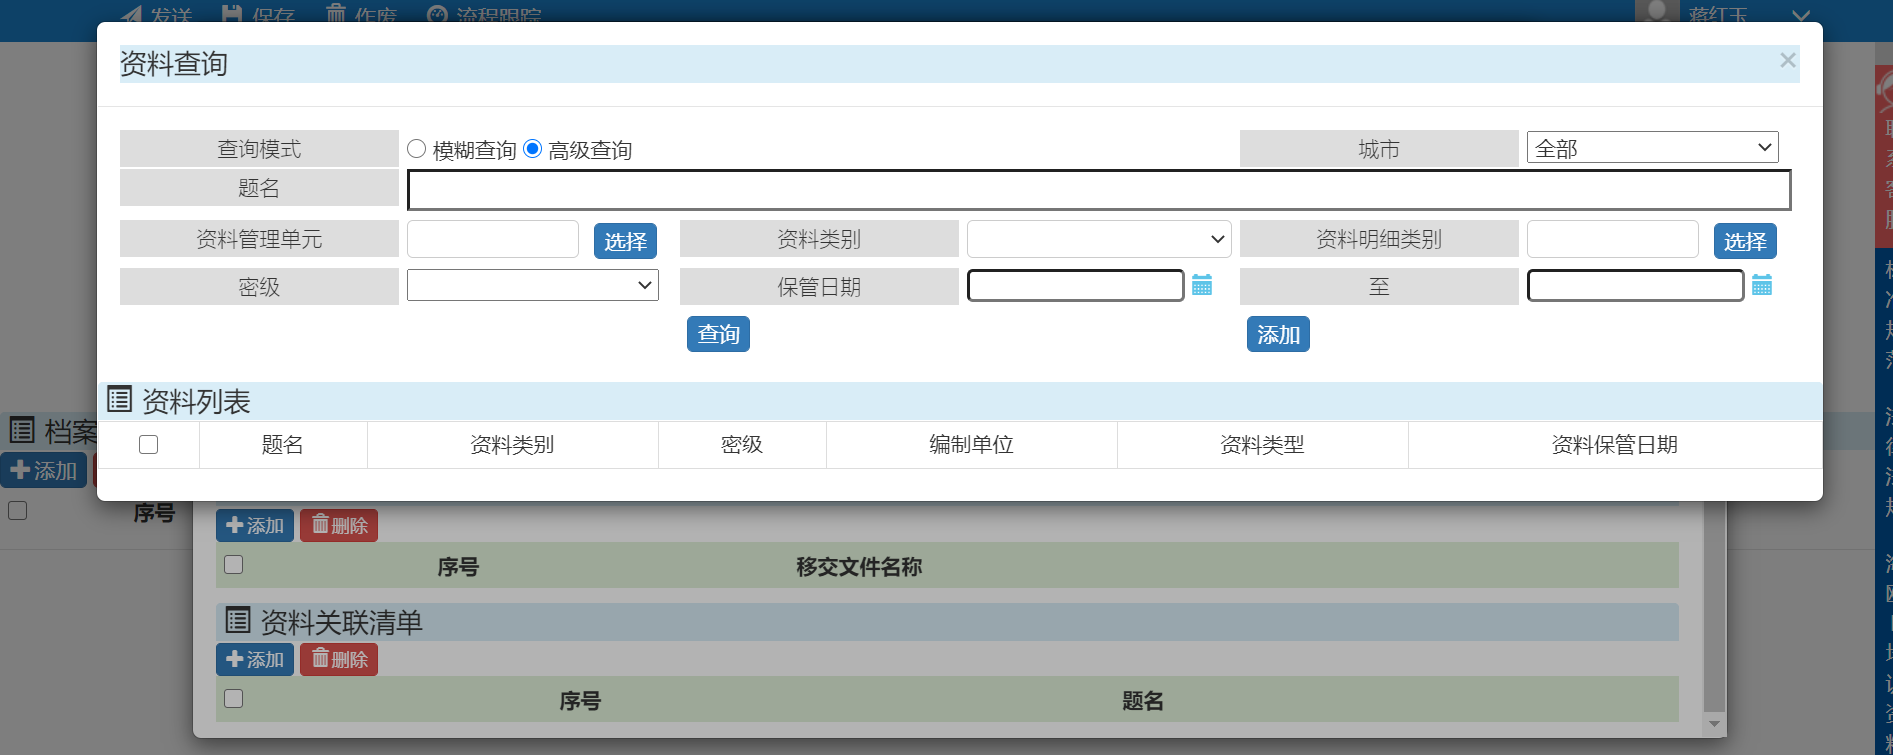 发送 保存 作废 流程跟踪 蒋红玉
资料查询 ×
查询模式 模糊查询 高级查询 城市 全部
题名
资料管理单元 选择 资料类别 资料明细类别 选择
密级 保管日期 至
查询 添加
资料列表
题名 资料类别 密级 编制单位 资料类型 资料保管日期
档案
添加
序号
添加 删除
序号 移交文件名称
资料关联清单
添加 删除
序号 题名